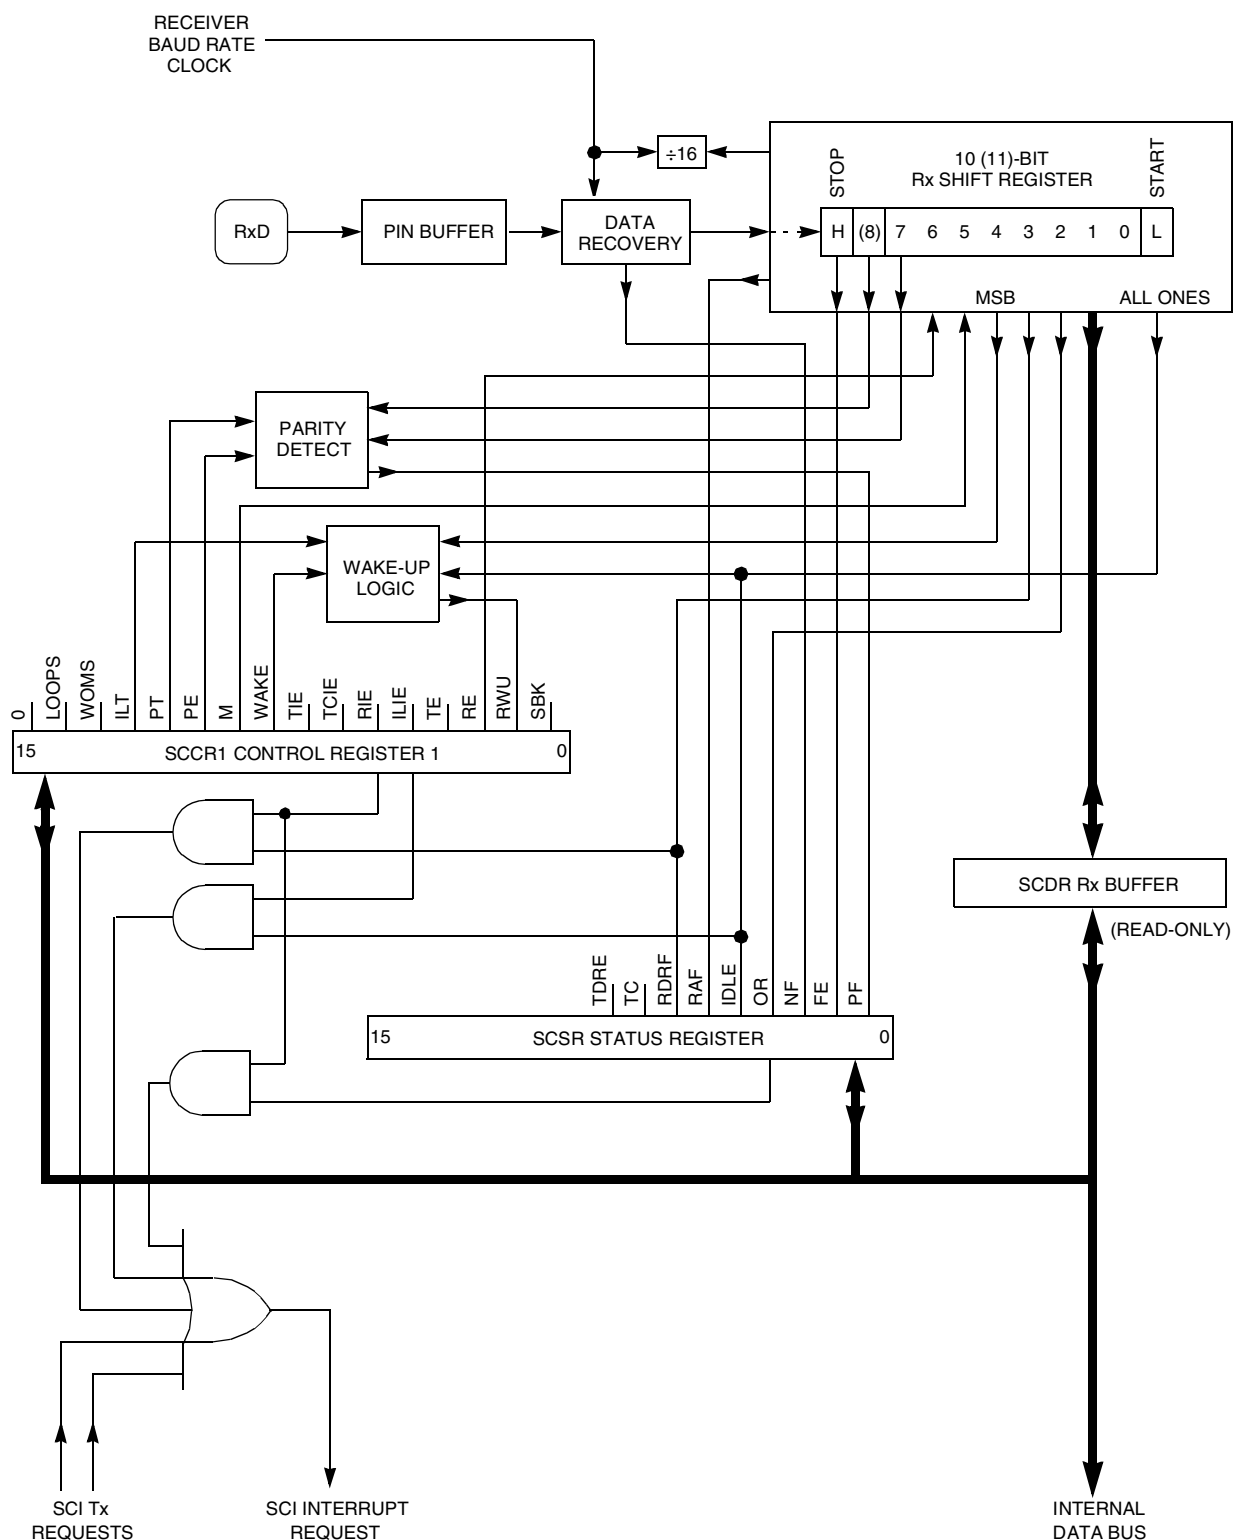 RECEIVER
BAUD RATE
CLOCK
÷16
10 (11)-BIT
Rx SHIFT REGISTER
STOP
START
RxD
PIN BUFFER
DATA
RECOVERY
H (8) 7 6 5 4 3 2 1 0 L
MSB
ALL ONES
PARITY
DETECT
WAKE-UP
LOGIC
0
LOOPS
WOMS
ILT
PT
PE
M
WAKE
TIE
TCIE
RIE
ILIE
TE
RE
RWU
SBK
15 SCCR1 CONTROL REGISTER 1 0
SCDR Rx BUFFER
(READ-ONLY)
TDRE
TC
RDRF
RAF
IDLE
OR
NF
FE
PF
15 SCSR STATUS REGISTER 0
SCI Tx
REQUESTS
SCI INTERRUPT
REQUEST
INTERNAL
DATA BUS